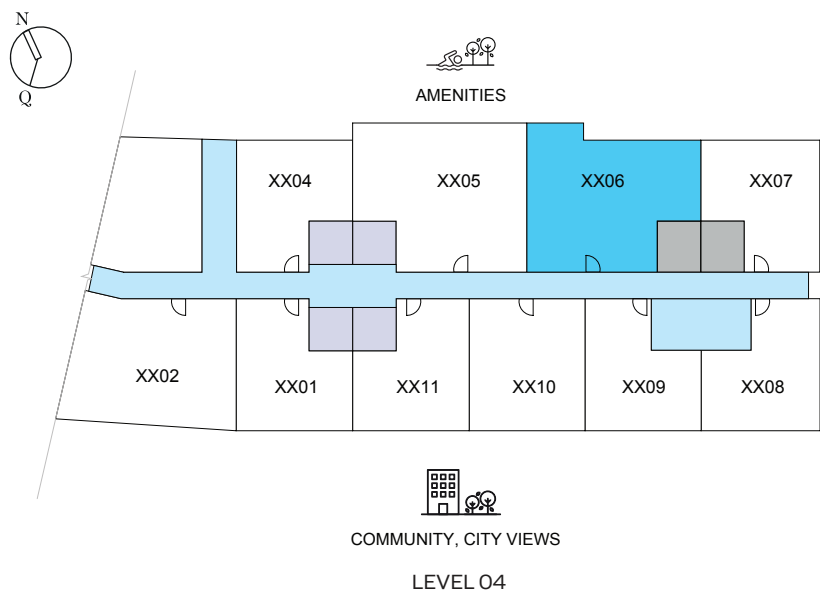 N
Q
AMENITIES
XX04
XX05
XX06
XX07
XX02
XX01
XX11
XX10
XX09
XX08
COMMUNITY, CITY VIEWS
LEVEL 04